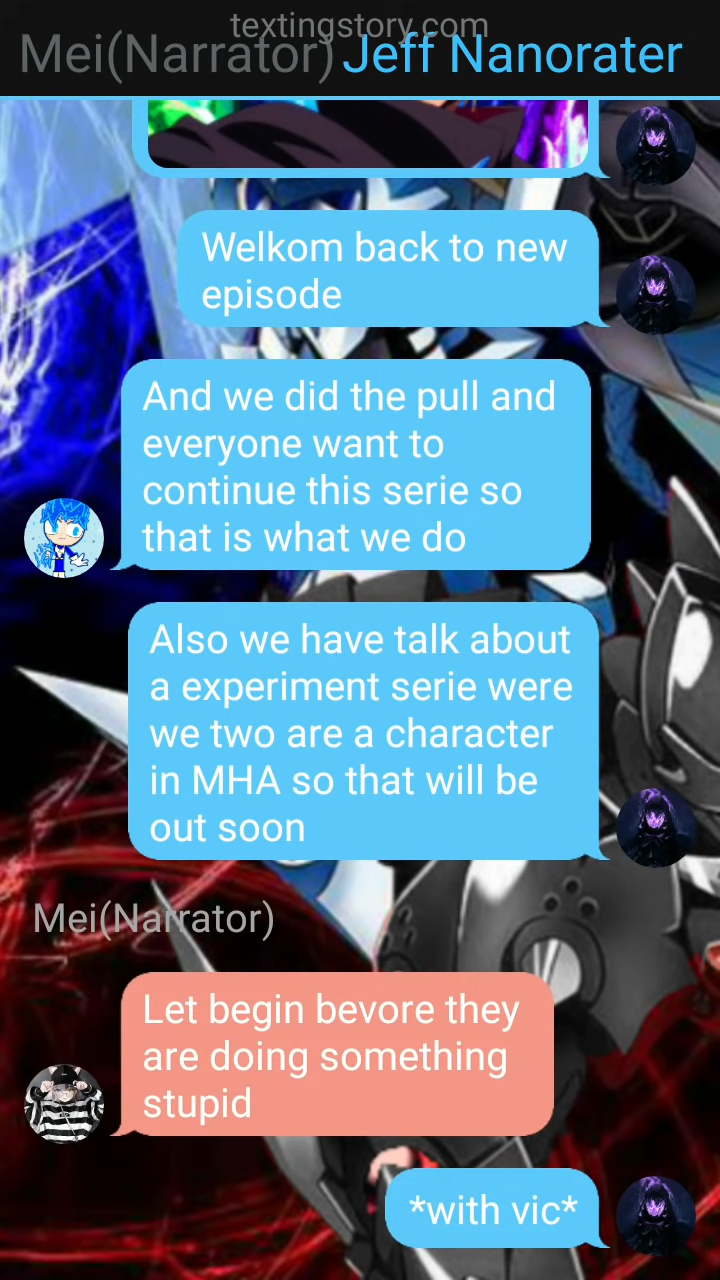 textingstory.com
Mei(Narrator) Jeff Nanorater
Welkom back to new
episode
And we did the pull and
everyone want to
continue this serie so
that is what we do
Also we have talk about
a experiment serie were
we two are a character
in MHA so that will be
out soon
Mei(Narrator)
Let begin bevore they
are doing something
stupid
*with vic*